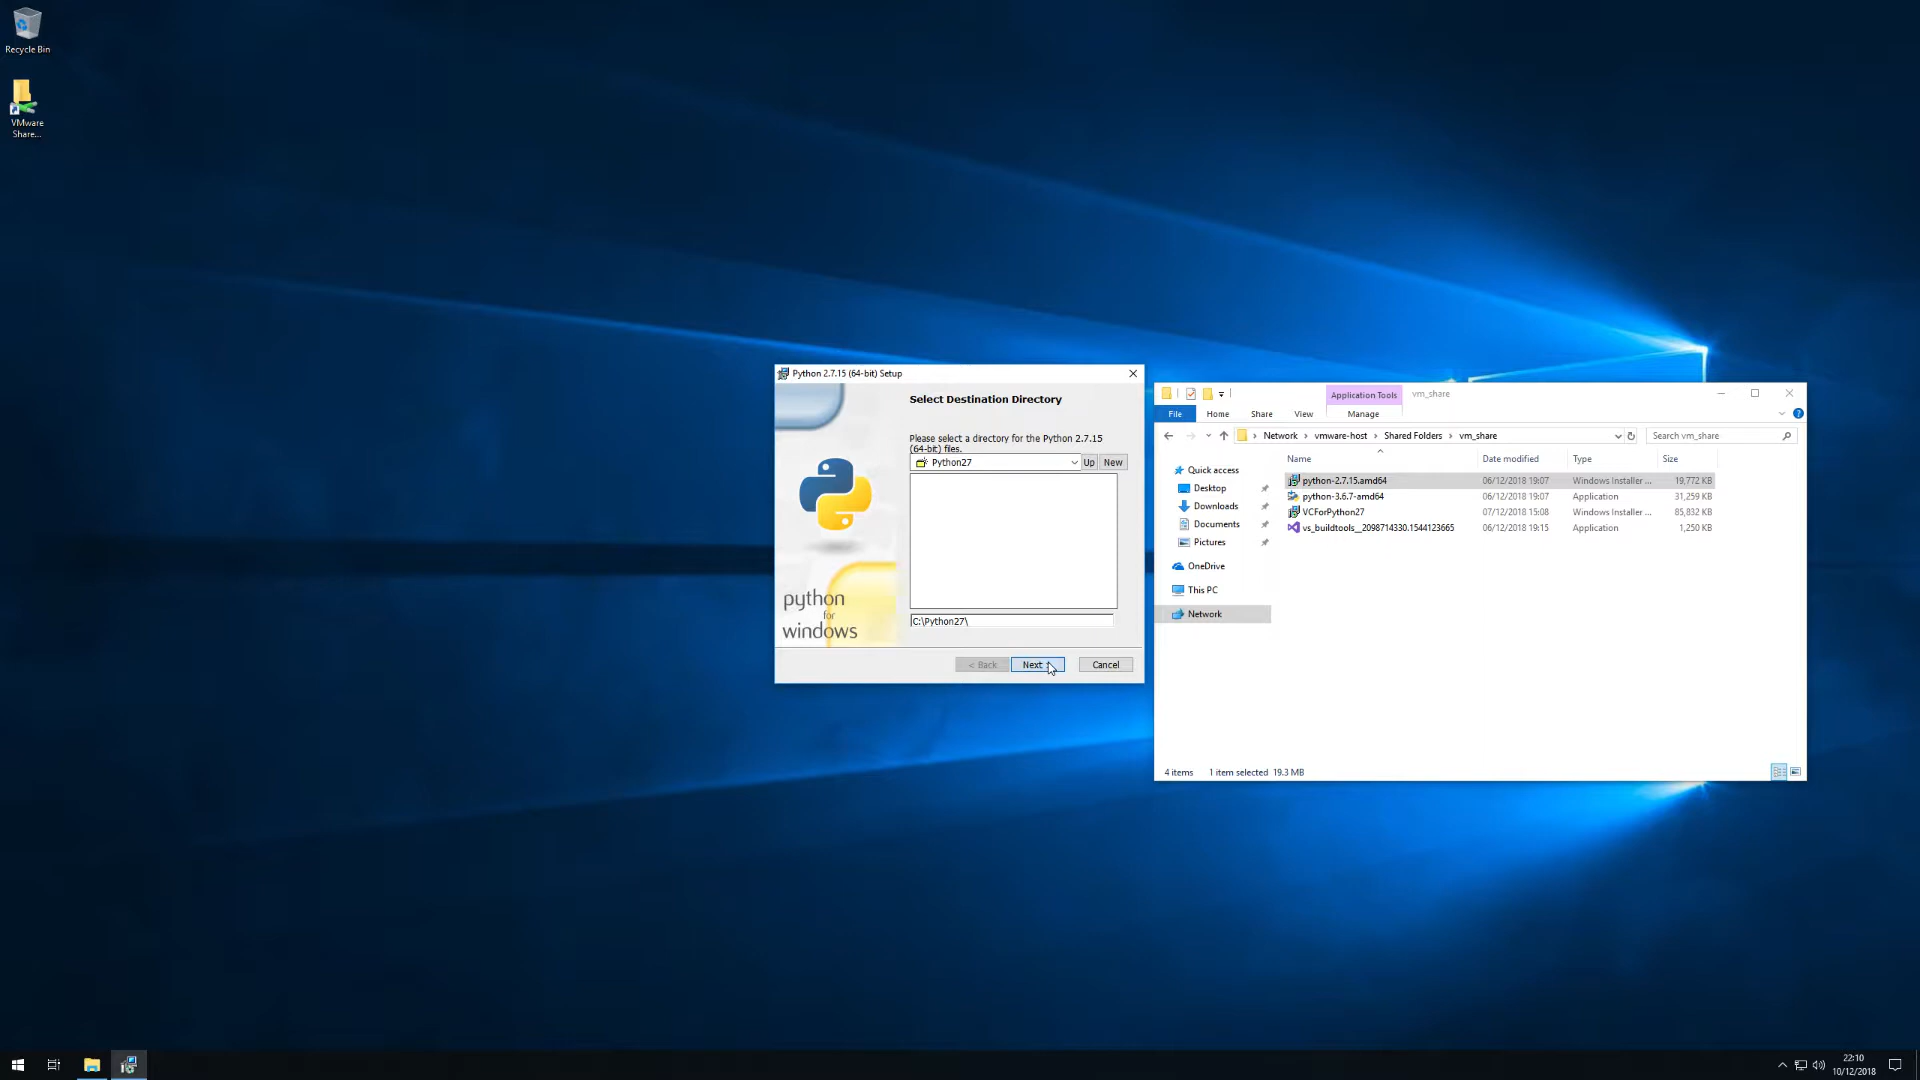 Recycle Bin
VMware
Share...
Python 2.7.15 (64-bit) Setup
Select Destination Directory
Please select a directory for the Python 2.7.15
(64-bit) files.
Python27
Up
New
C:\Python27\
python
for
windows
< Back
Next
Cancel
Application Tools
vm_share
File
Home
Share
View
Manage
Network
vmware-host
Shared Folders
vm_share
Search vm_share
Name
Date modified
Type
Size
Quick access
Desktop
Downloads
Documents
Pictures
OneDrive
This PC
Network
python-2.7.15.amd64 06/12/2018 19:07 Windows Installer ... 19,772 KB
python-3.6.7-amd64 06/12/2018 19:07 Application 31,259 KB
VCForPython27 07/12/2018 15:08 Windows Installer ... 85,832 KB
vs_buildtools__2098714330.1544123665 06/12/2018 19:15 Application 1,250 KB
4 items 1 item selected 19.3 MB
22:10
10/12/2018